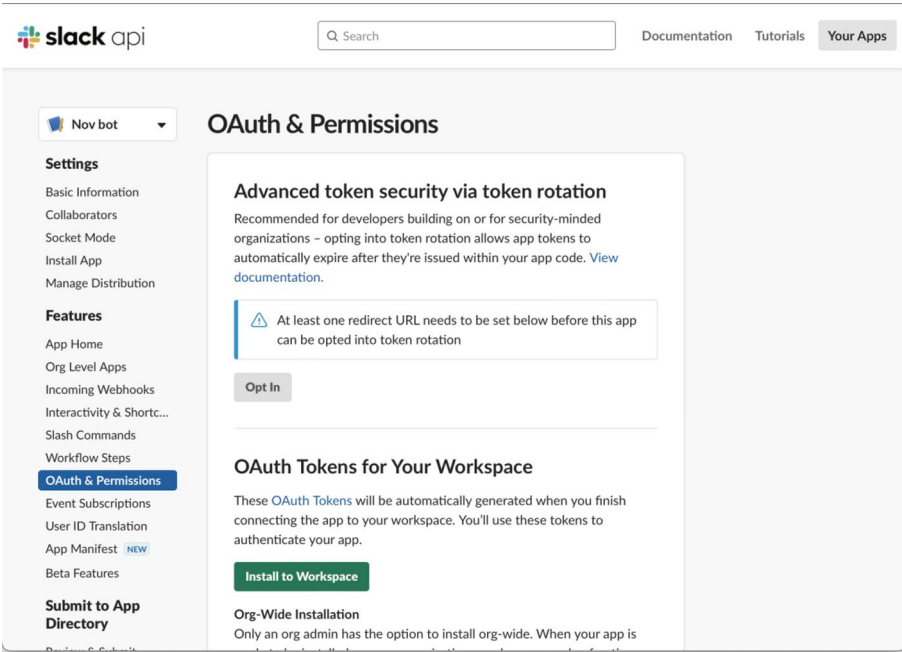 slack api
Search
Documentation
Tutorials
Your Apps
Nov bot
Settings
Basic Information
Collaborators
Socket Mode
Install App
Manage Distribution
Features
App Home
Org Level Apps
Incoming Webhooks
Interactivity & Shortc...
Slash Commands
Workflow Steps
OAuth & Permissions
Event Subscriptions
User ID Translation
App Manifest NEW
Beta Features
Submit to App
Directory
OAuth & Permissions
Advanced token security via token rotation
Recommended for developers building on or for security-minded
organizations – opting into token rotation allows app tokens to
automatically expire after they're issued within your app code. View
documentation.
At least one redirect URL needs to be set below before this app
can be opted into token rotation
Opt In
OAuth Tokens for Your Workspace
These OAuth Tokens will be automatically generated when you finish
connecting the app to your workspace. You'll use these tokens to
authenticate your app.
Install to Workspace
Org-Wide Installation
Only an org admin has the option to install org-wide. When your app is